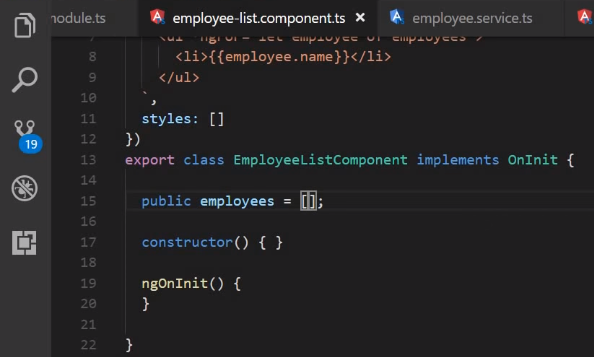 module.ts employee-list.component.ts × employee.service.ts
7 <ul *ngFor="let employee of employees">
8 <li>{{employee.name}}</li>
9 </ul>
10 `,
11 styles: []
12 })
13 export class EmployeeListComponent implements OnInit {
14
15 public employees = [];
16
17 constructor() { }
18
19 ngOnInit() {
20 }
21
22 }
19